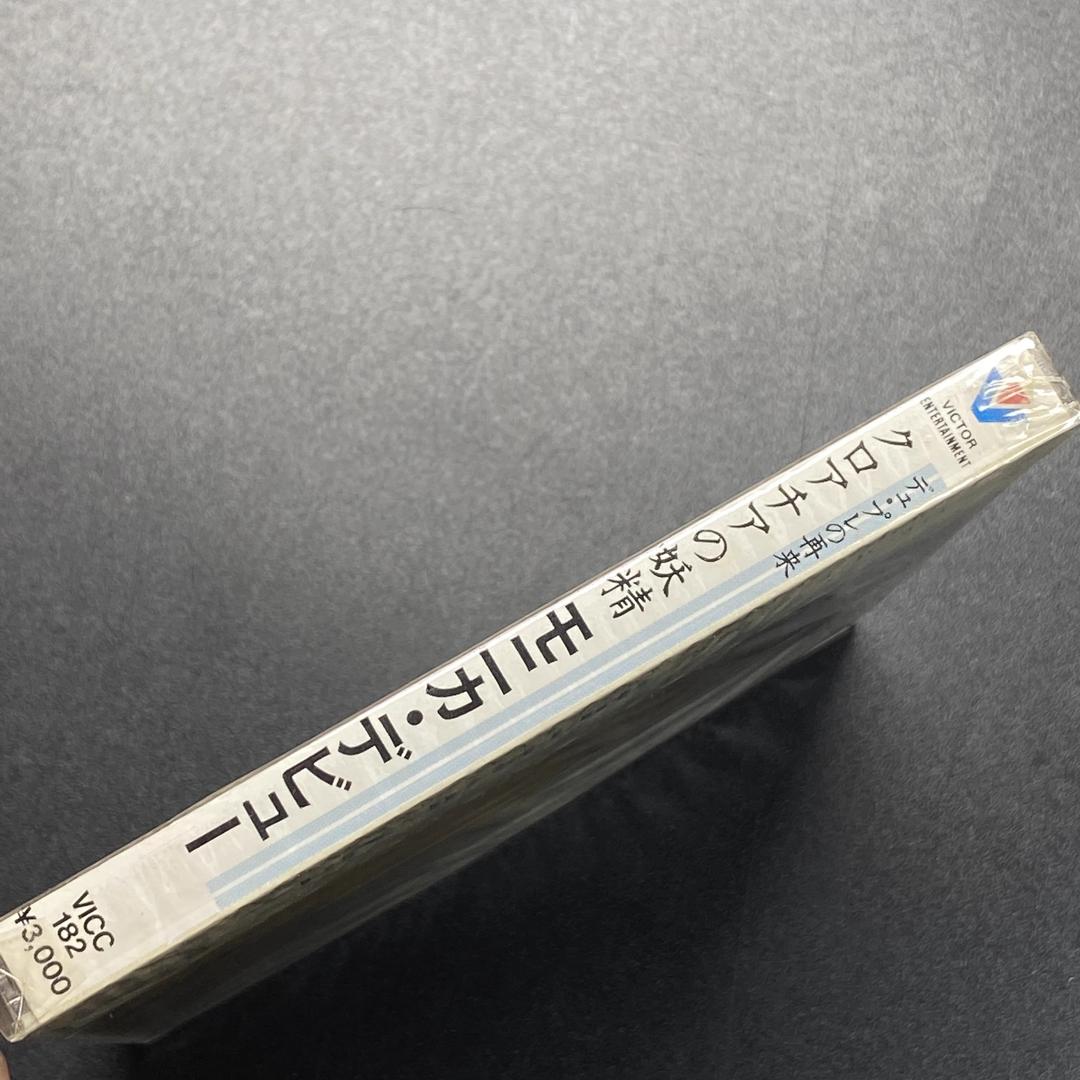 VICTOR
ENTERTAINMENT
デュ・プレの再来
クロアチアの妖精
モニカ・デビュー
VICC
182
¥3,000